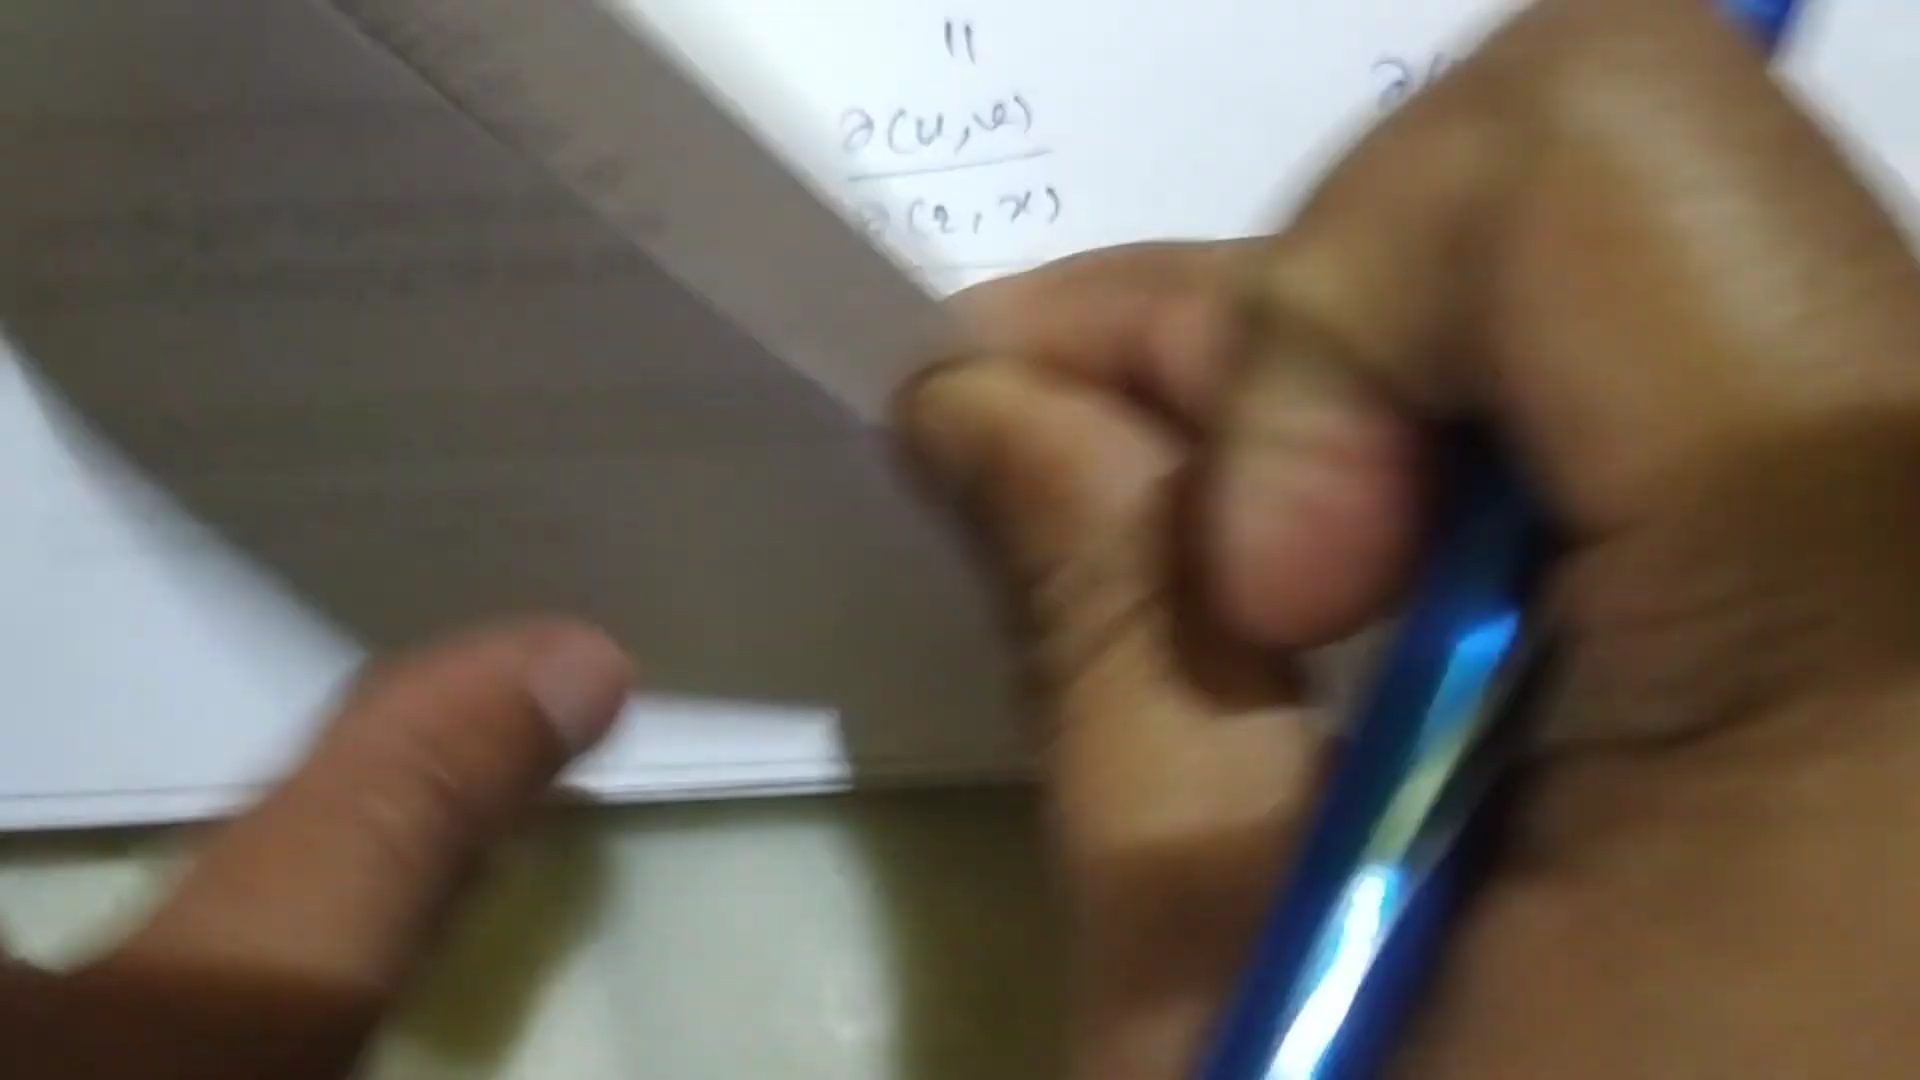 ||
∂(u,v)
∂(z,x)